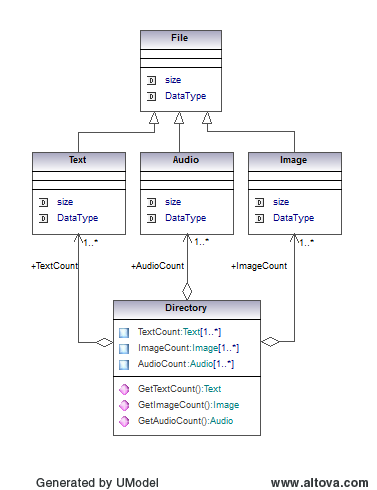 File
size
DataType
Text
Audio
Image
size
DataType
size
DataType
size
DataType
1..*
1..*
1..*
+TextCount
+AudioCount
+ImageCount
Directory
TextCount:Text[1..*]
ImageCount:Image[1..*]
AudioCount:Audio[1..*]
GetTextCount():Text
GetImageCount():Image
GetAudioCount():Audio
Generated by UModel
www.altova.com